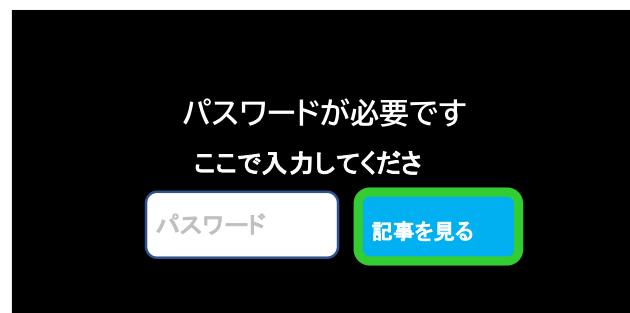 パスワードが必要です
ここで入力してくださ
パスワード
記事を見る